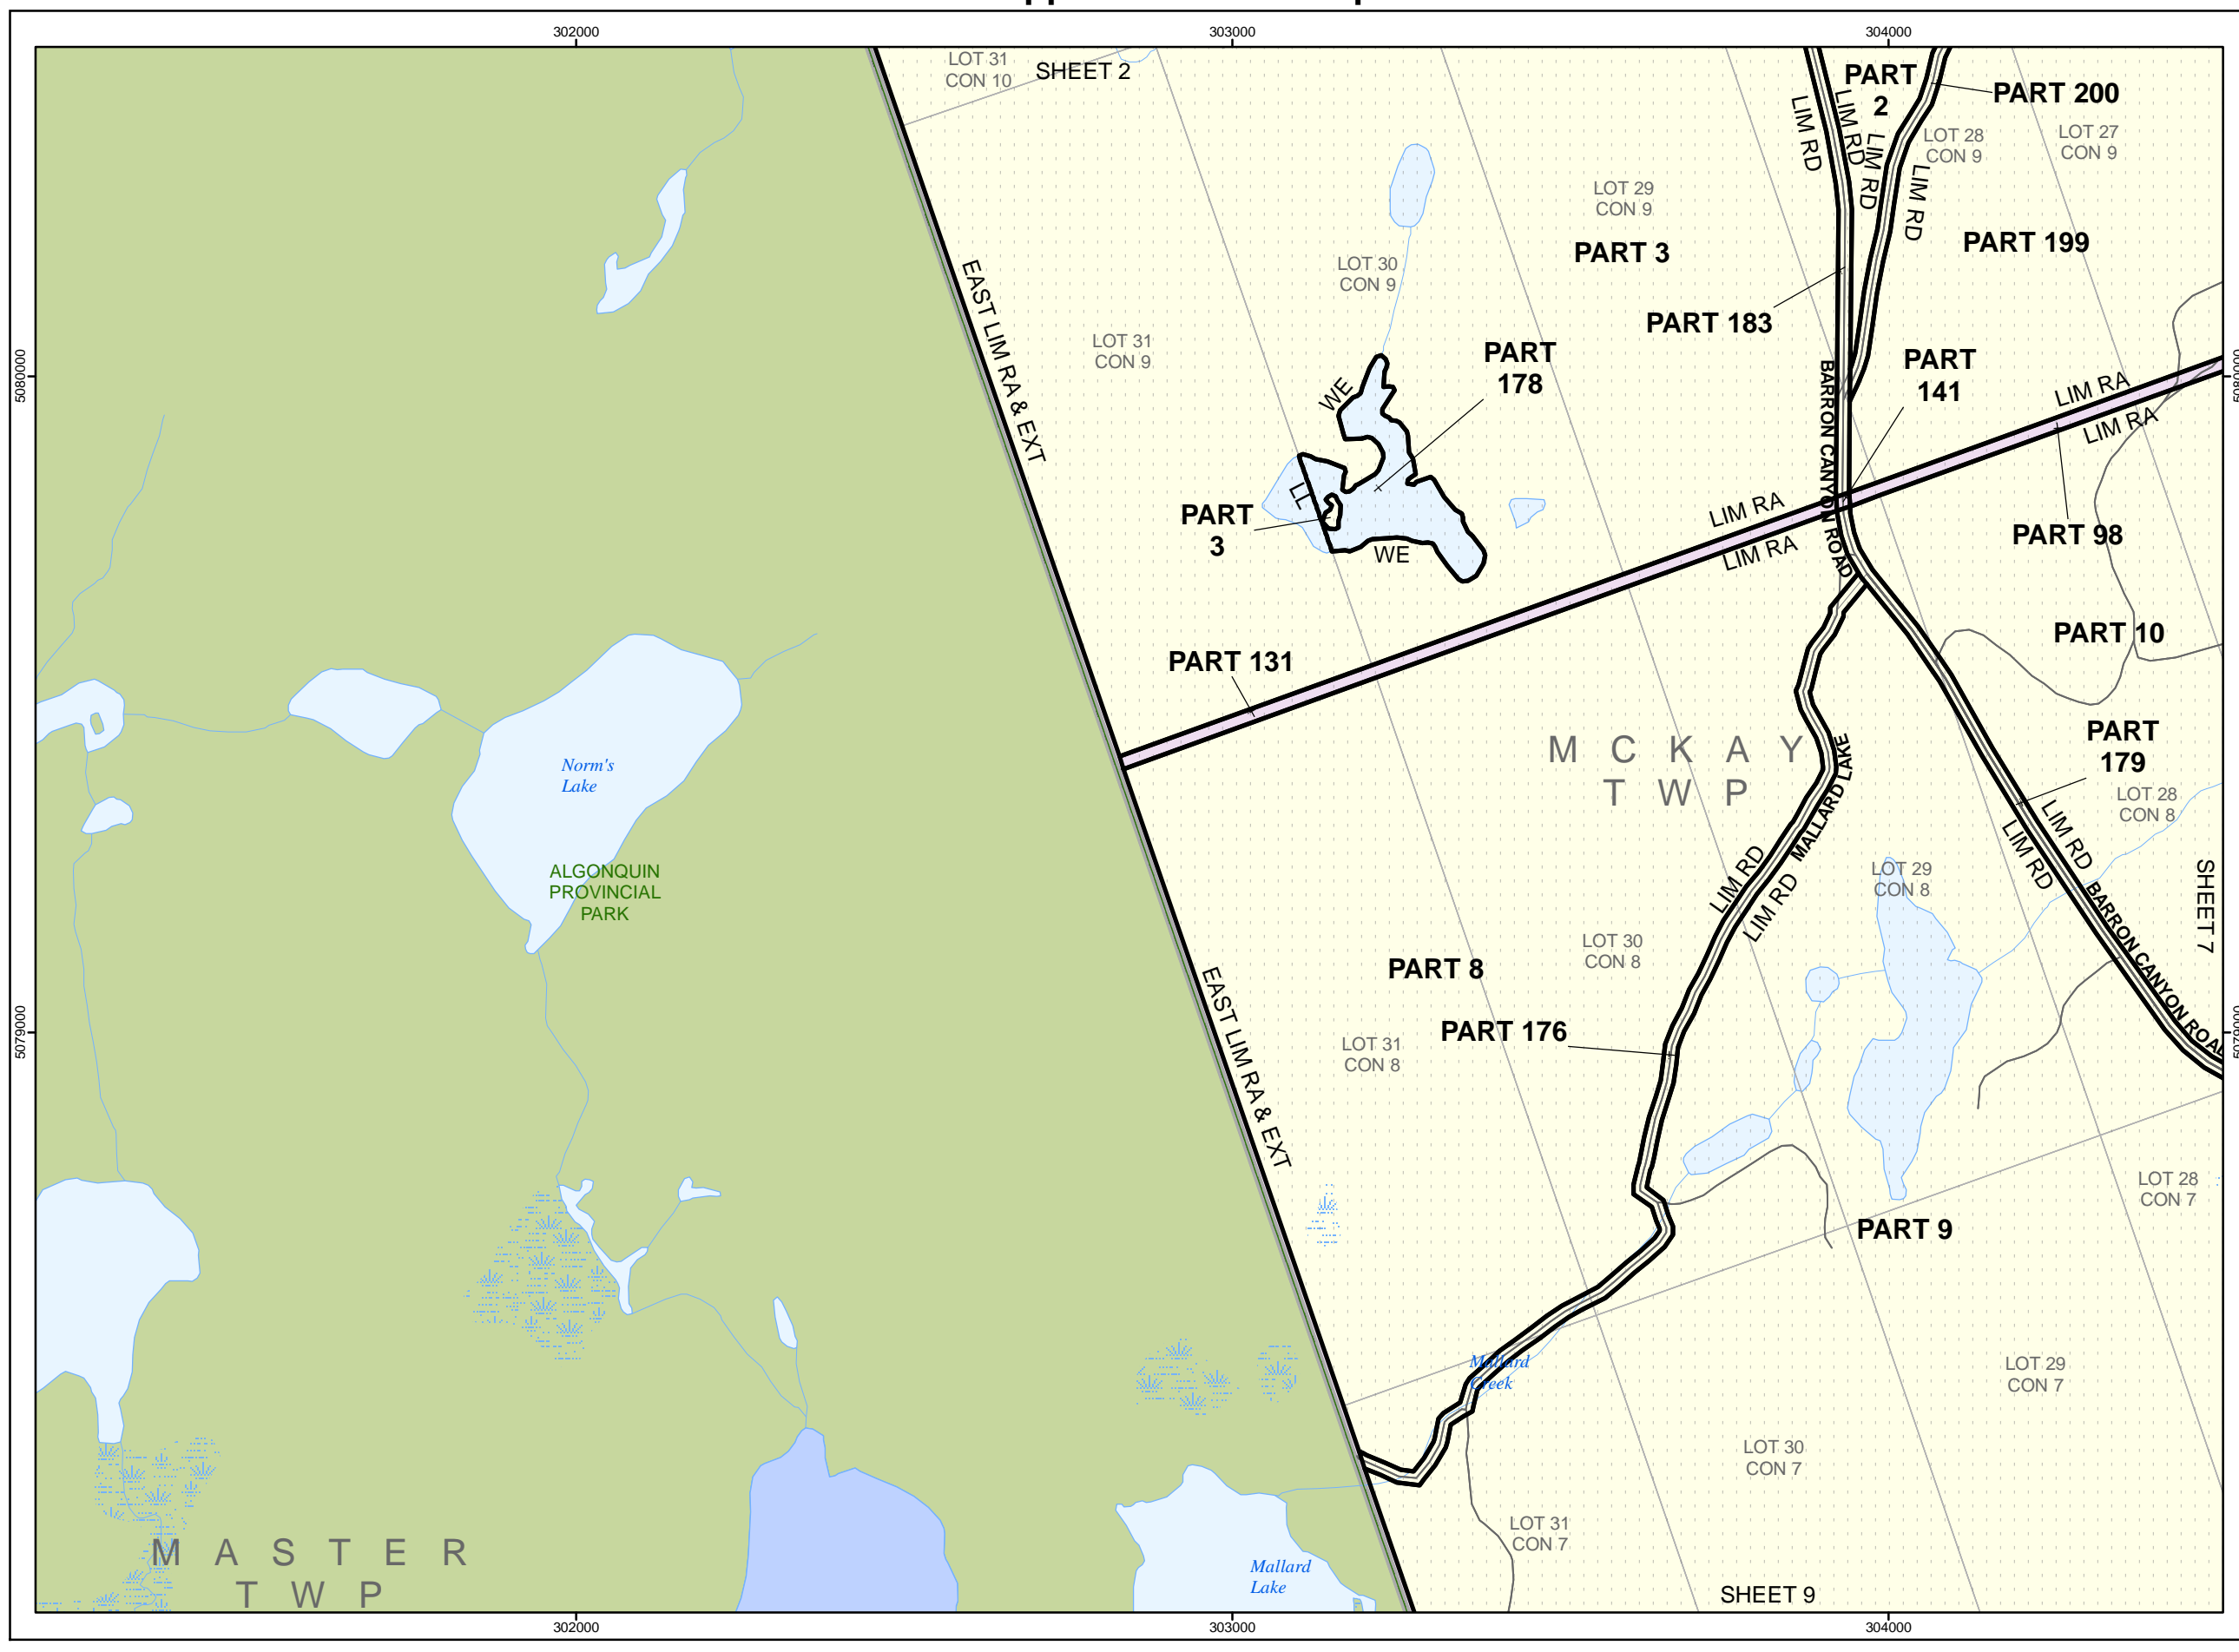 302000
303000
304000
LOT 31
CON 10
SHEET 2
PART
2
PART 200
LIM RD
LIM RD
LIM RD
LIM RD
LOT 28
CON 9
LOT 27
CON 9
LOT 29
CON 9
PART 3
PART 199
LOT 30
CON 9
EAST LIM RA & EXT
PART 183
LOT 31
CON 9
PART
178
PART
141
5080000
5080000
WE
LIM RA
LIM RA
BARRON CANYON ROAD
LL
PART
3
WE
LIM RA
LIM RA
PART 98
PART 131
PART 10
MCKAY
TWP
PART
179
Norm's
Lake
MALLARD LAKE
LOT 28
CON 8
LIM RD
LIM RD
ALGONQUIN
PROVINCIAL
PARK
LIM RD
LIM RD
LOT 29
CON 8
SHEET 7
BARRON CANYON ROAD
LOT 30
CON 8
PART 8
EAST LIM RA & EXT
PART 176
5079000
5079000
LOT 31
CON 8
LOT 28
CON 7
PART 9
Mallard
Creek
LOT 29
CON 7
LOT 30
CON 7
LOT 31
CON 7
MASTER
TWP
Mallard
Lake
SHEET 9
302000
303000
304000